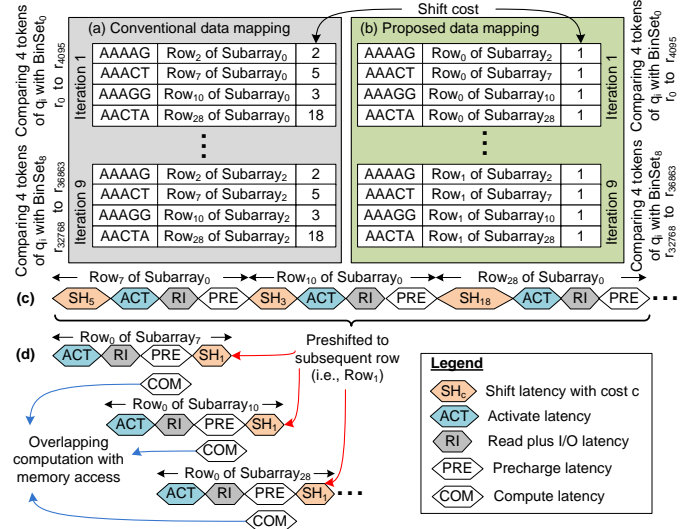 (a) Conventional data mapping
Shift cost
(b) Proposed data mapping
Comparing 4 tokens
of qᵢ with BinSet₀
r₀ to r₄₀₉₅
Iteration 1
AAAAG Row₂ of Subarray₀ 2
AAACT Row₇ of Subarray₀ 5
AAAGG Row₁₀ of Subarray₀ 3
AACTA Row₂₈ of Subarray₀ 18
Comparing 4 tokens
of qᵢ with BinSet₈
r₃₂₇₆₈ to r₃₆₈₆₃
Iteration 9
AAAAG Row₂ of Subarray₂ 2
AAACT Row₇ of Subarray₂ 5
AAAGG Row₁₀ of Subarray₂ 3
AACTA Row₂₈ of Subarray₂ 18
AAAAG Row₀ of Subarray₂ 1
AAACT Row₀ of Subarray₇ 1
AAAGG Row₀ of Subarray₁₀ 1
AACTA Row₀ of Subarray₂₈ 1
Iteration 1
Comparing 4 tokens
of qᵢ with BinSet₀
r₀ to r₄₀₉₅
AAAAG Row₁ of Subarray₂ 1
AAACT Row₁ of Subarray₇ 1
AAAGG Row₁ of Subarray₁₀ 1
AACTA Row₁ of Subarray₂₈ 1
Iteration 9
Comparing 4 tokens
of qᵢ with BinSet₈
r₃₂₇₆₈ to r₃₆₈₆₃
Row₇ of Subarray₀ Row₁₀ of Subarray₀ Row₂₈ of Subarray₀
(c) SH₅ ACT RI PRE SH₃ ACT RI PRE SH₁₈ ACT RI PRE
(d) Row₀ of Subarray₇
ACT RI PRE SH₁
COM
Row₀ of Subarray₁₀
ACT RI PRE SH₁
COM
Row₀ of Subarray₂₈
ACT RI PRE SH₁
COM
Preshifted to
subsequent row
(i.e., Row₁)
Overlapping
computation with
memory access
Legend
SH꜀ Shift latency with cost c
ACT Activate latency
RI Read plus I/O latency
PRE Precharge latency
COM Compute latency